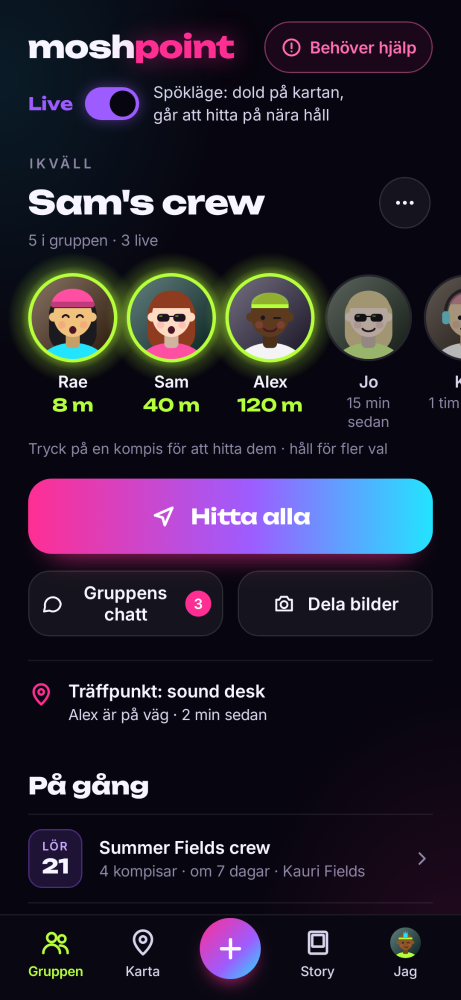 moshpoint
Behöver hjälp
Live
Spökläge: dold på kartan,
går att hitta på nära håll
IKVÄLL
Sam's crew
5 i gruppen · 3 live
Rae
8 m
Sam
40 m
Alex
120 m
Jo
15 min
sedan
K
1 tim
Tryck på en kompis för att hitta dem · håll för fler val
Hitta alla
Gruppens
chatt
3
Dela bilder
Träffpunkt: sound desk
Alex är på väg · 2 min sedan
På gång
LÖR
21
Summer Fields crew
4 kompisar · om 7 dagar · Kauri Fields
Gruppen
Karta
Story
Jag